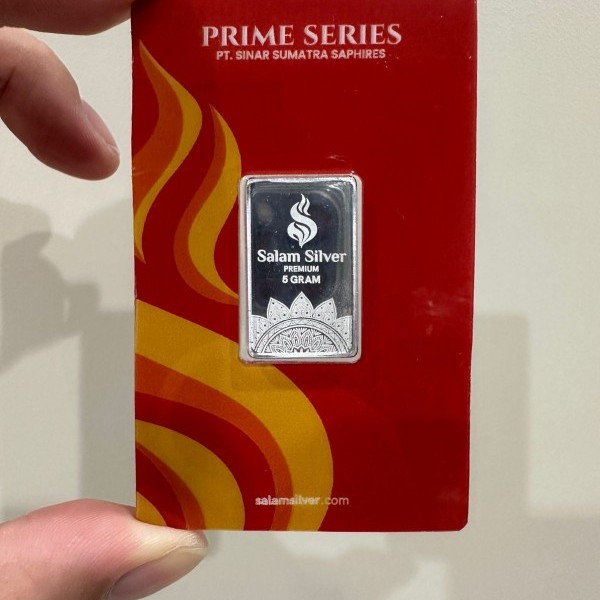 PRIME SERIES
PT. SINAR SUMATRA SAPHIRES
Salam Silver
PREMIUM
5 GRAM
salamsilver.com